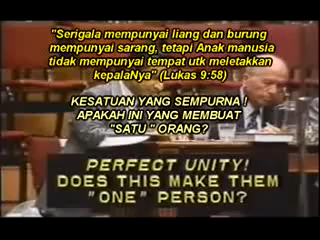 "Serigala mempunyai liang dan burung
mempunyai sarang, tetapi Anak manusia
tidak mempunyai tempat utk meletakkan
kepalaNya" (Lukas 9:58)
KESATUAN YANG SEMPURNA !
APAKAH INI YANG MEMBUAT
"SATU " ORANG?
PERFECT UNITY!
DOES THIS MAKE THEM
"ONE" PERSON?